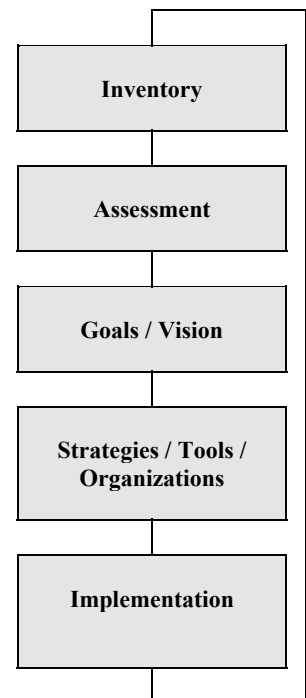 Inventory
Assessment
Goals / Vision
Strategies / Tools /
Organizations
Implementation